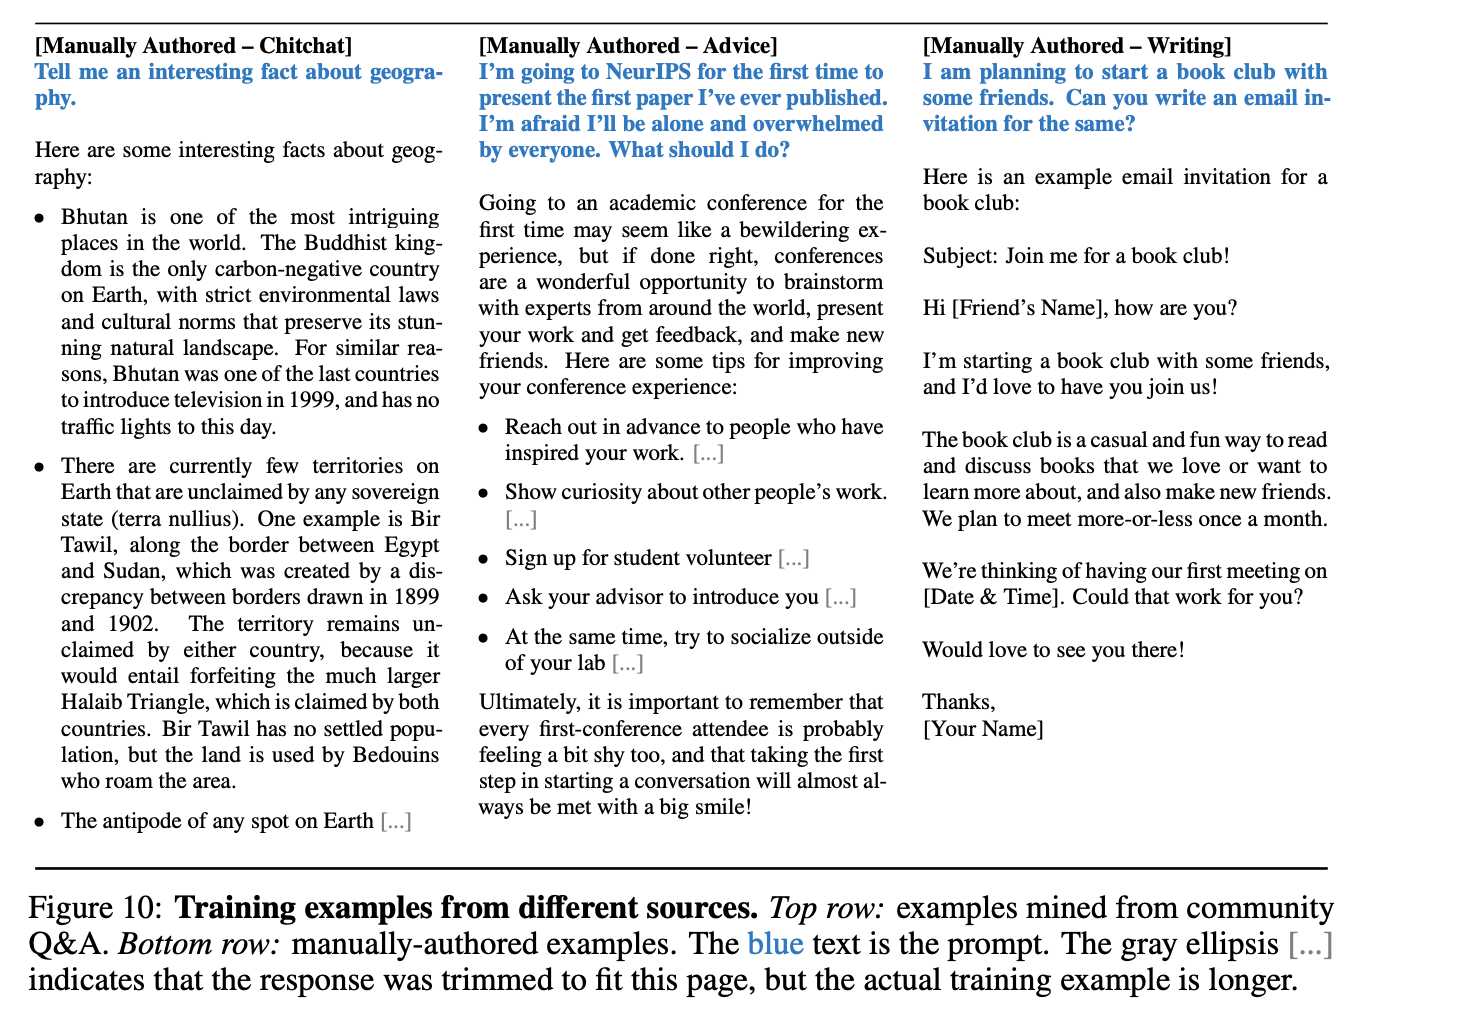 [Manually Authored – Chitchat]
Tell me an interesting fact about geogra-
phy.
Here are some interesting facts about geog-
raphy:
• Bhutan is one of the most intriguing
places in the world. The Buddhist king-
dom is the only carbon-negative country
on Earth, with strict environmental laws
and cultural norms that preserve its stun-
ning natural landscape. For similar rea-
sons, Bhutan was one of the last countries
to introduce television in 1999, and has no
traffic lights to this day.
• There are currently few territories on
Earth that are unclaimed by any sovereign
state (terra nullius). One example is Bir
Tawil, along the border between Egypt
and Sudan, which was created by a dis-
crepancy between borders drawn in 1899
and 1902. The territory remains un-
claimed by either country, because it
would entail forfeiting the much larger
Halaib Triangle, which is claimed by both
countries. Bir Tawil has no settled popu-
lation, but the land is used by Bedouins
who roam the area.
• The antipode of any spot on Earth [...]
[Manually Authored – Advice]
I'm going to NeurIPS for the first time to
present the first paper I've ever published.
I'm afraid I'll be alone and overwhelmed
by everyone. What should I do?
Going to an academic conference for the
first time may seem like a bewildering ex-
perience, but if done right, conferences
are a wonderful opportunity to brainstorm
with experts from around the world, present
your work and get feedback, and make new
friends. Here are some tips for improving
your conference experience:
• Reach out in advance to people who have
inspired your work. [...]
• Show curiosity about other people's work.
[...]
• Sign up for student volunteer [...]
• Ask your advisor to introduce you [...]
• At the same time, try to socialize outside
of your lab [...]
Ultimately, it is important to remember that
every first-conference attendee is probably
feeling a bit shy too, and that taking the first
step in starting a conversation will almost al-
ways be met with a big smile!
[Manually Authored – Writing]
I am planning to start a book club with
some friends. Can you write an email in-
vitation for the same?
Here is an example email invitation for a
book club:
Subject: Join me for a book club!
Hi [Friend's Name], how are you?
I'm starting a book club with some friends,
and I'd love to have you join us!
The book club is a casual and fun way to read
and discuss books that we love or want to
learn more about, and also make new friends.
We plan to meet more-or-less once a month.
We're thinking of having our first meeting on
[Date & Time]. Could that work for you?
Would love to see you there!
Thanks,
[Your Name]
Figure 10: Training examples from different sources. Top row: examples mined from community
Q&A. Bottom row: manually-authored examples. The blue text is the prompt. The gray ellipsis [...]
indicates that the response was trimmed to fit this page, but the actual training example is longer.